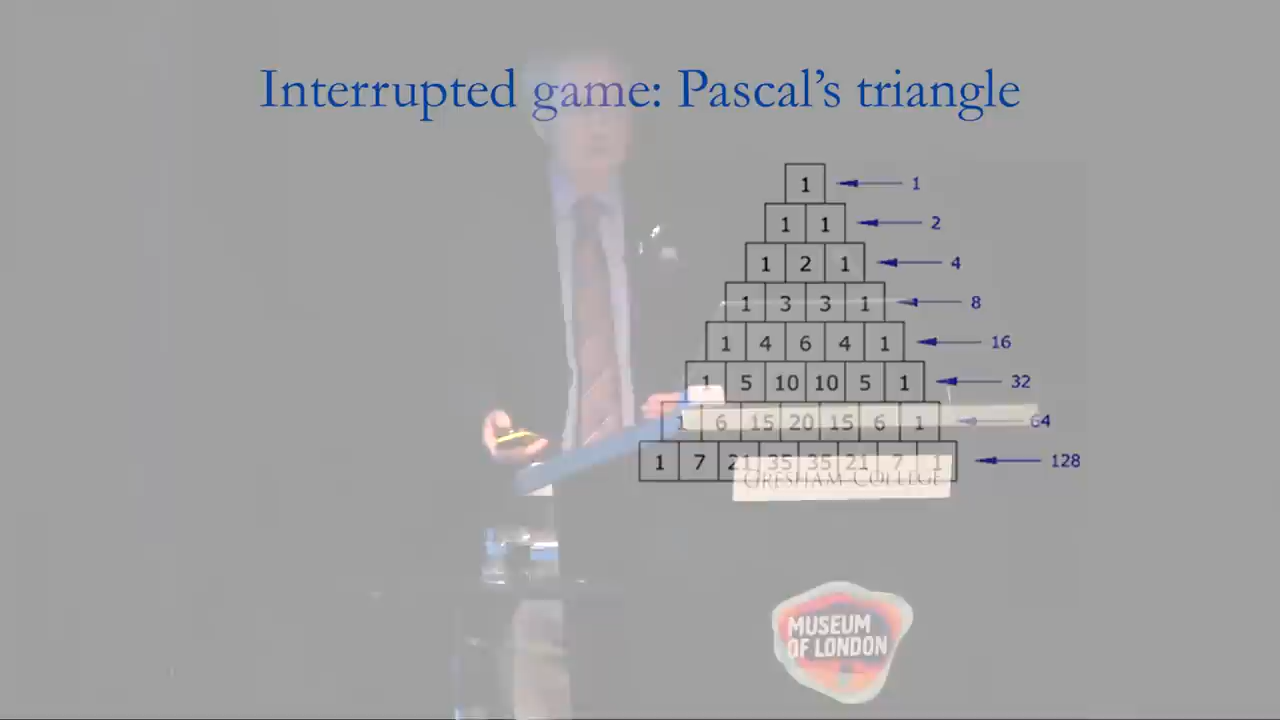 Interrupted game: Pascal's triangle
1 1
1 1 2
1 2 1 4
1 3 3 1 8
1 4 6 4 1 16
1 5 10 10 5 1 32
1 6 15 20 15 6 1 64
1 7 21 35 35 21 7 1 128
GRESHAM COLLEGE
MUSEUM
OF LONDON